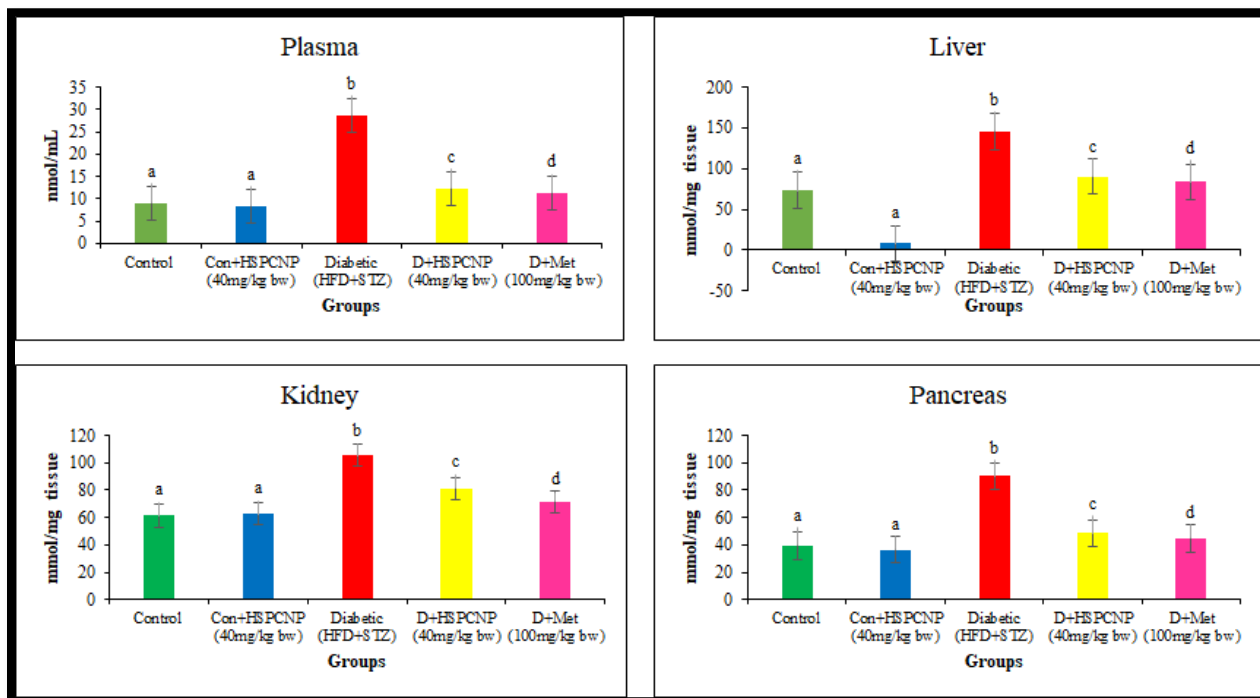 Plasma
b
35
30
25
20
15
10
5
0
nmol/mL
a
a
c
d
Control
Con+HSPCNP
(40mg/kg bw)
Diabetic
(HFD+STZ)
D+HSPCNP
(40mg/kg bw)
D+Met
(100mg/kg bw)
Groups
Liver
200
150
100
50
0
-50
mmol/mg tissue
a
a
b
c
d
Control
Con+HSPCNP
(40mg/kg bw)
Diabetic
(HFD+STZ)
D+HSPCNP
(40mg/kg bw)
D+Met
(100mg/kg bw)
Groups
Kidney
120
100
80
60
40
20
0
mmol/mg tissue
a
a
b
c
d
Control
Con+HSPCNP
(40mg/kg bw)
Diabetic
(HFD+STZ)
D+HSPCNP
(40mg/kg bw)
D+Met
(100mg/kg bw)
Groups
Pancreas
120
100
80
60
40
20
0
mmol/mg tissue
a
a
b
c
d
Control
Con+HSPCNP
(40mg/kg bw)
Diabetic
(HFD+STZ)
D+HSPCNP
(40mg/kg bw)
D+Met
(100mg/kg bw)
Groups